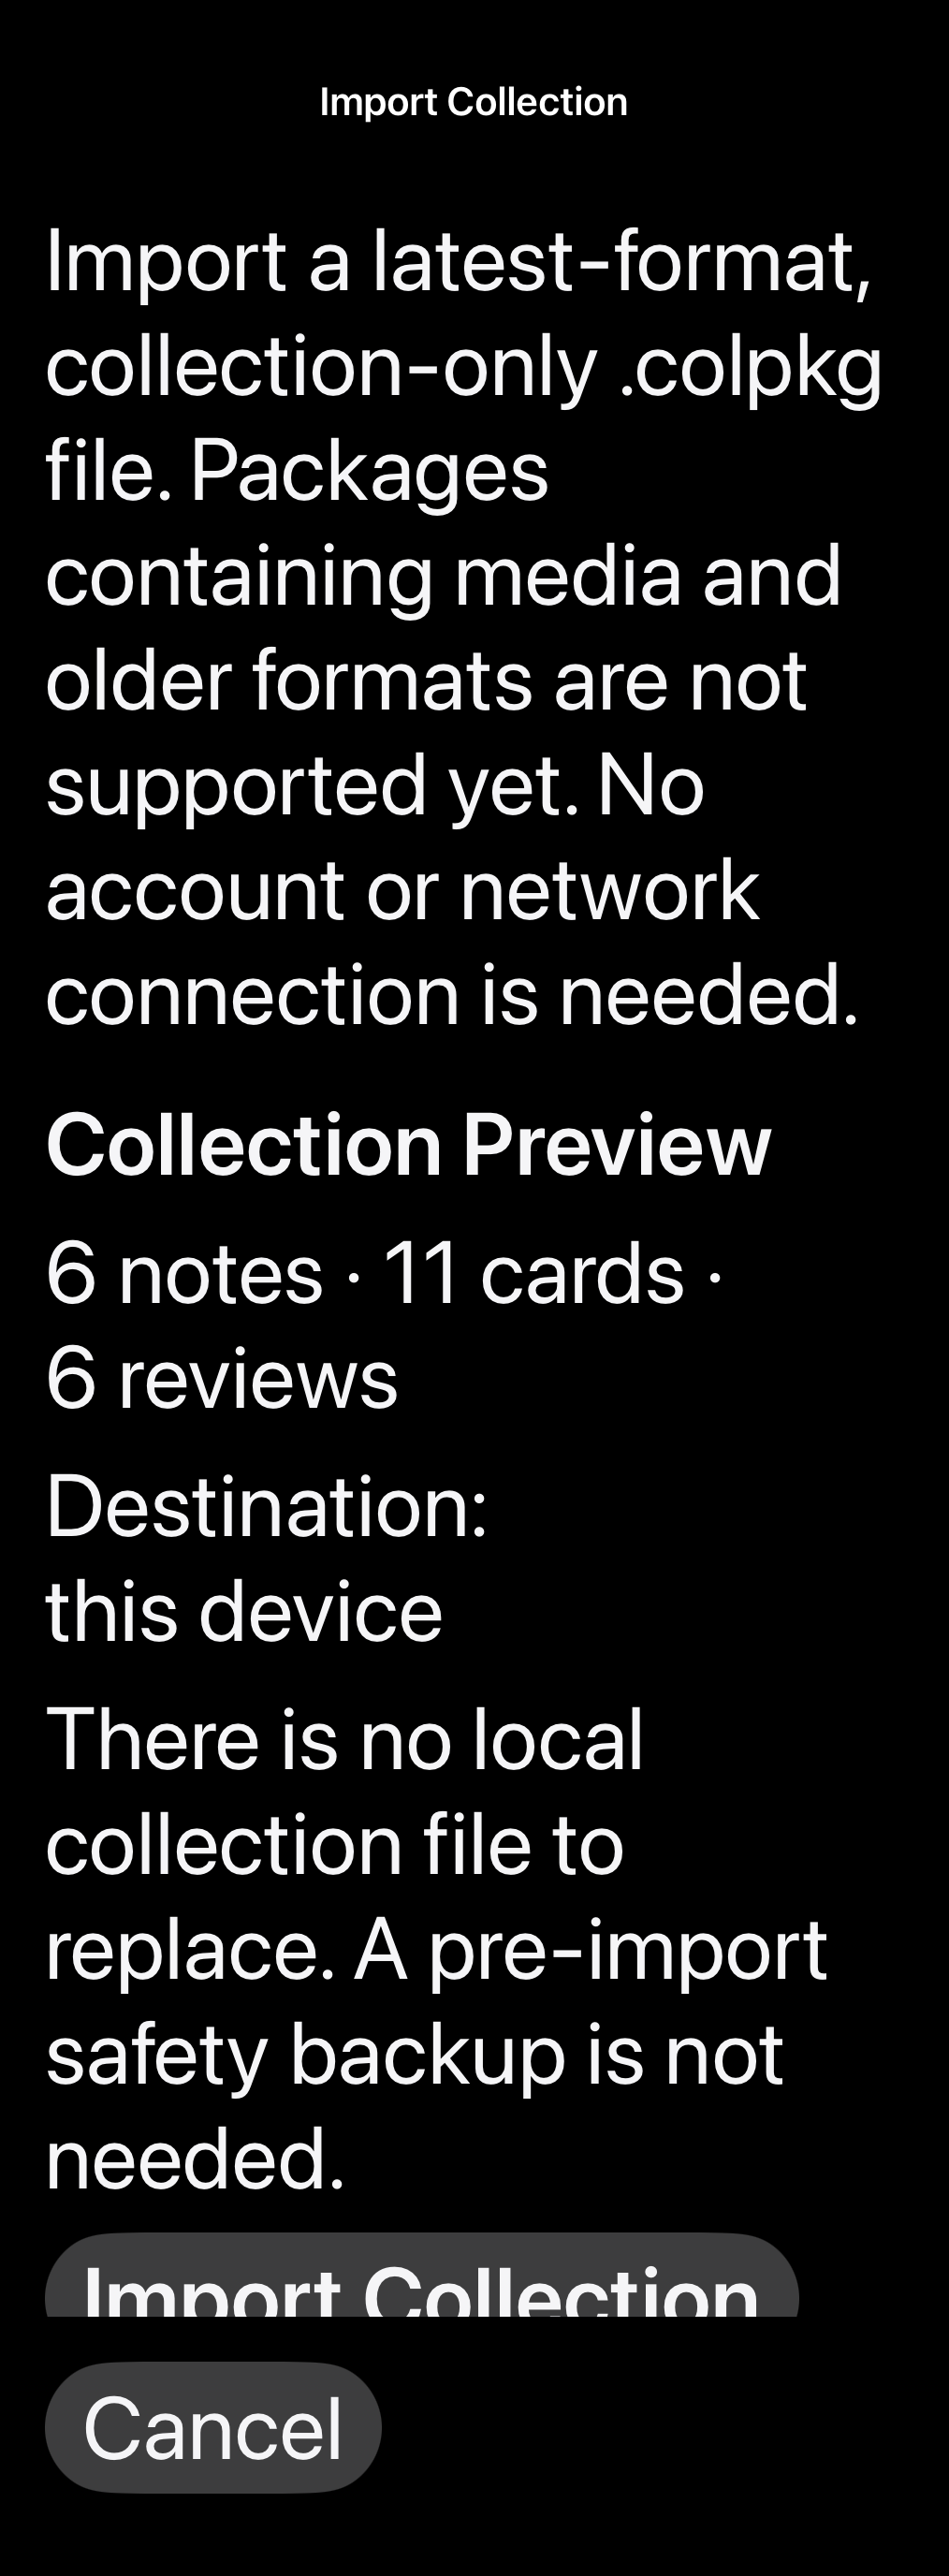 Import Collection
Import a latest-format,
collection-only .colpkg
file. Packages
containing media and
older formats are not
supported yet. No
account or network
connection is needed.
Collection Preview
6 notes · 11 cards ·
6 reviews
Destination:
this device
There is no local
collection file to
replace. A pre-import
safety backup is not
needed.
Import Collection
Cancel